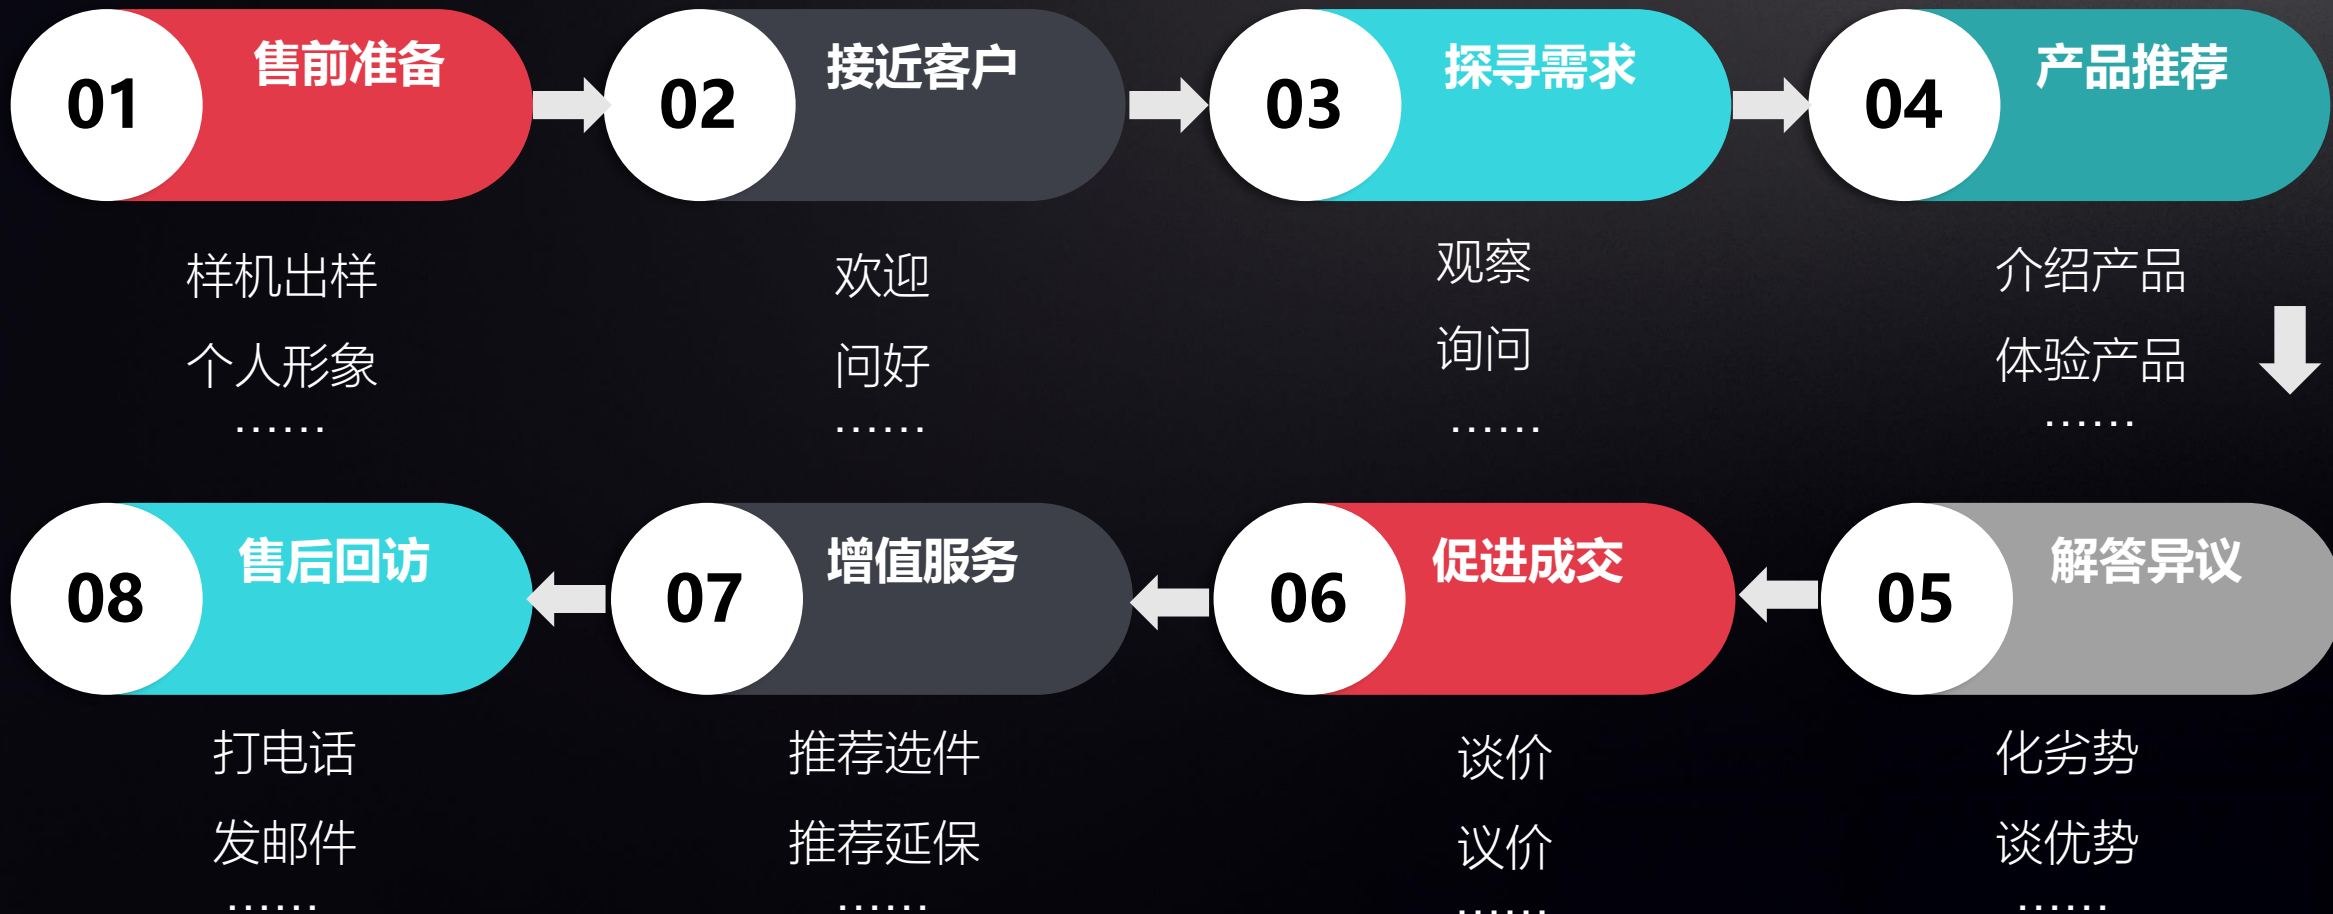 01
售前准备
样机出样
个人形象
……
02
接近客户
欢迎
问好
……
03
探寻需求
观察
询问
……
04
产品推荐
介绍产品
体验产品
……
05
解答异议
化劣势
谈优势
……
06
促进成交
谈价
议价
……
07
增值服务
推荐选件
推荐延保
……
08
售后回访
打电话
发邮件
……